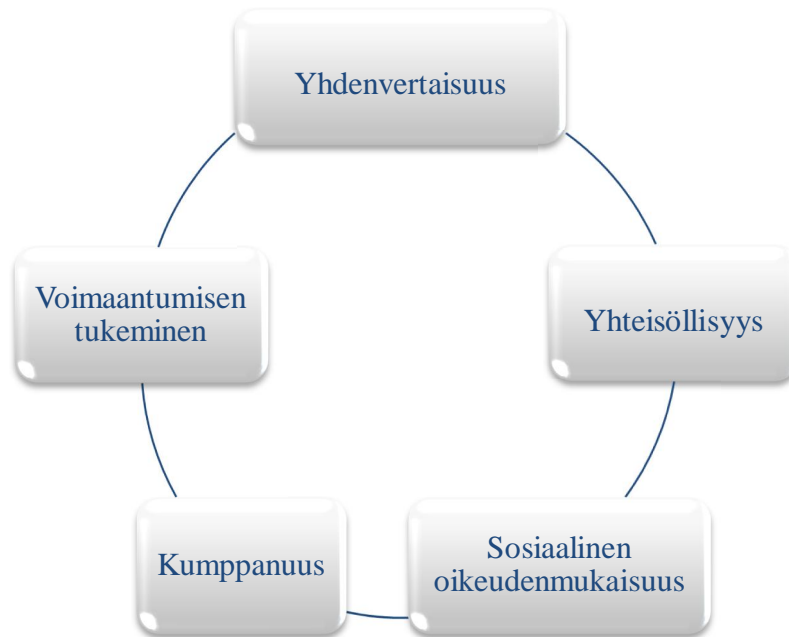 Yhdenvertaisuus
Yhteisöllisyys
Sosiaalinen
oikeudenmukaisuus
Kumppanuus
Voimaantumisen
tukeminen